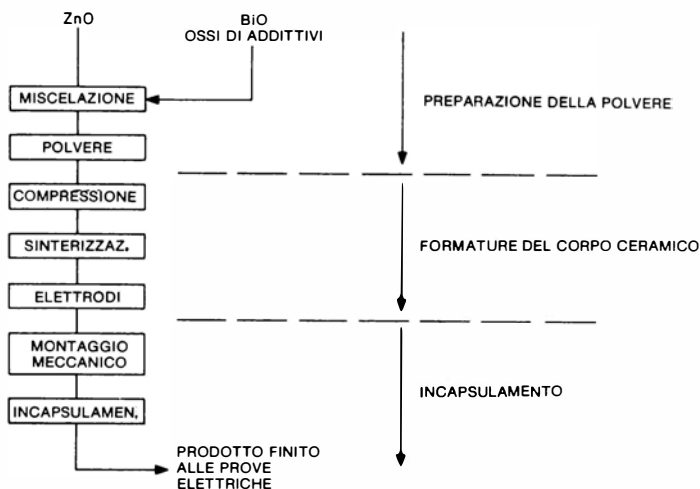 ZnO
BiO
OSSI DI ADDITTIVI
MISCELAZIONE
PREPARAZIONE DELLA POLVERE
POLVERE
COMPRESSIONE
SINTERIZZAZ.
FORMATURE DEL CORPO CERAMICO
ELETTRODI
MONTAGGIO
MECCANICO
INCAPSULAMENTO
INCAPSULAMEN.
PRODOTTO FINITO
ALLE PROVE
ELETTRICHE